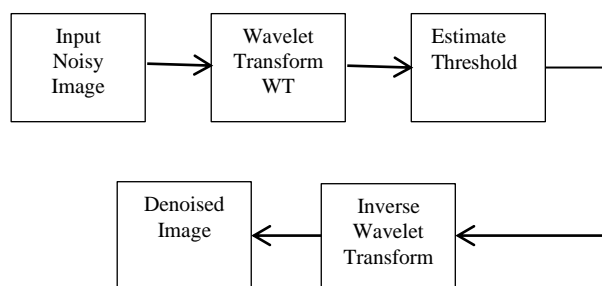 Input
Noisy
Image
Wavelet
Transform
WT
Estimate
Threshold
Denoised
Image
Inverse
Wavelet
Transform